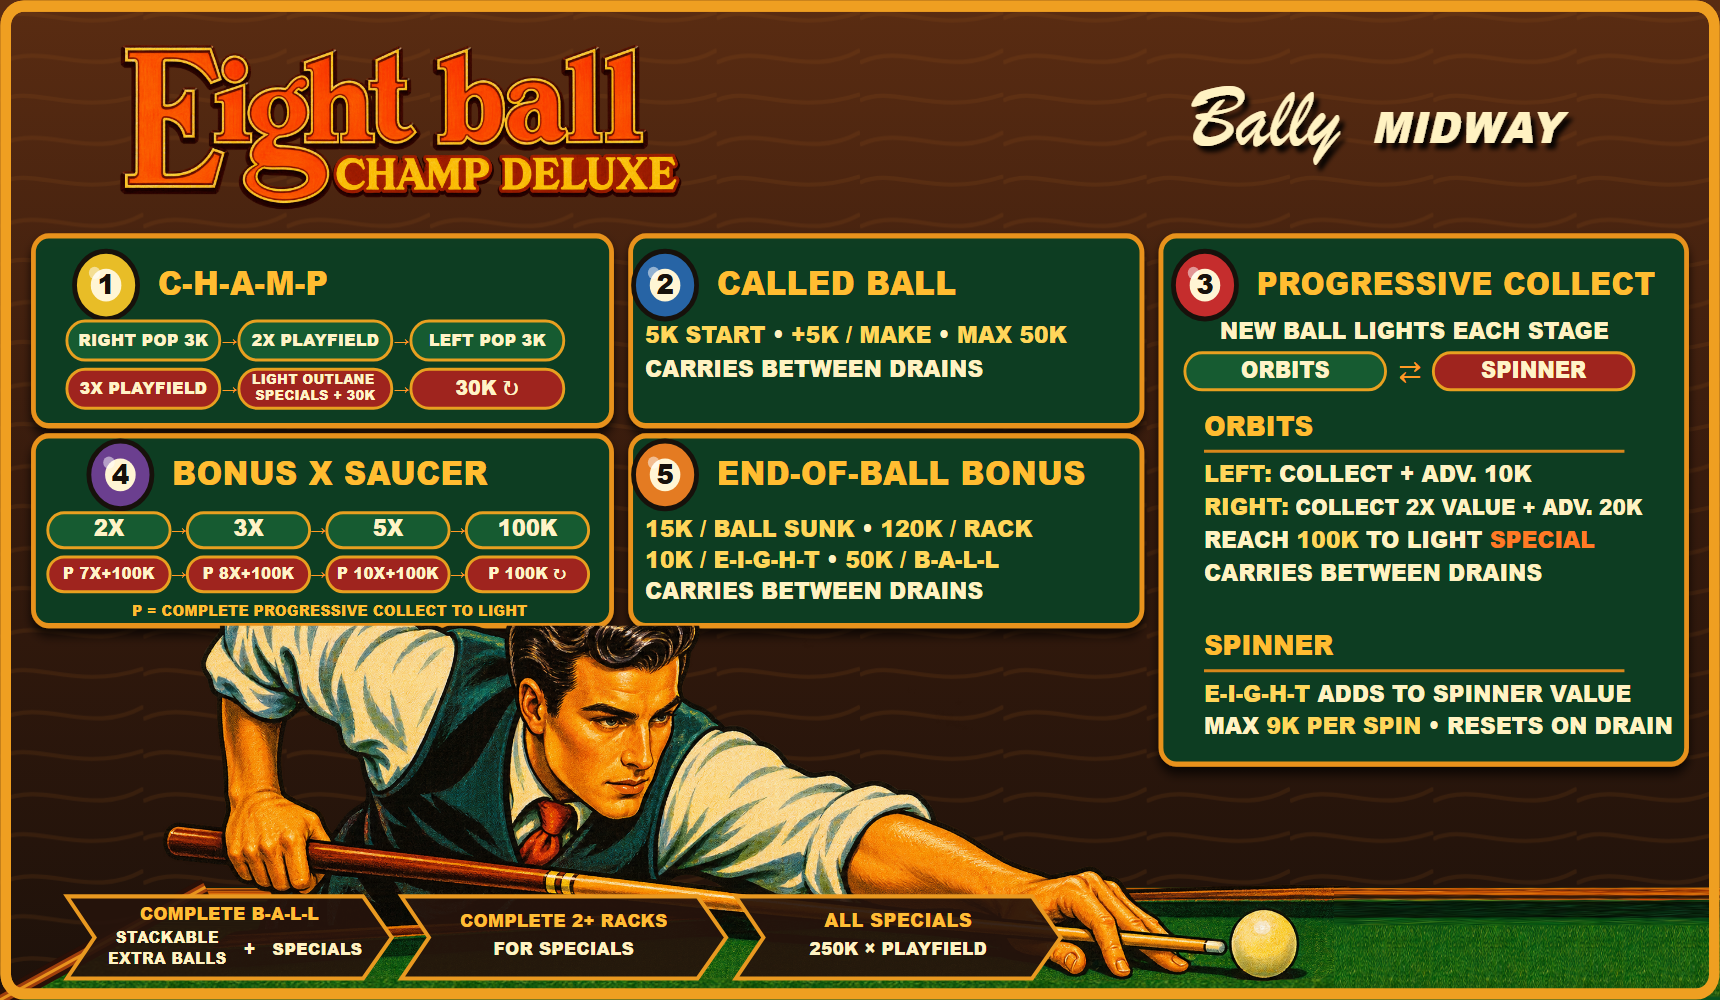 Eight ball
CHAMP DELUXE
Bally MIDWAY
1 C-H-A-M-P
RIGHT POP 3K → 2X PLAYFIELD → LEFT POP 3K
3X PLAYFIELD → LIGHT OUTLANE SPECIALS + 30K → 30K ↻
2 CALLED BALL
5K START • +5K / MAKE • MAX 50K
CARRIES BETWEEN DRAINS
3 PROGRESSIVE COLLECT
NEW BALL LIGHTS EACH STAGE
ORBITS ⇄ SPINNER
ORBITS
LEFT: COLLECT + ADV. 10K
RIGHT: COLLECT 2X VALUE + ADV. 20K
REACH 100K TO LIGHT SPECIAL
CARRIES BETWEEN DRAINS
SPINNER
E-I-G-H-T ADDS TO SPINNER VALUE
MAX 9K PER SPIN • RESETS ON DRAIN
4 BONUS X SAUCER
2X → 3X → 5X → 100K
P 7X+100K → P 8X+100K → P 10X+100K → P 100K ↻
P = COMPLETE PROGRESSIVE COLLECT TO LIGHT
5 END-OF-BALL BONUS
15K / BALL SUNK • 120K / RACK
10K / E-I-G-H-T • 50K / B-A-L-L
CARRIES BETWEEN DRAINS
COMPLETE B-A-L-L
STACKABLE
EXTRA BALLS + SPECIALS
COMPLETE 2+ RACKS
FOR SPECIALS
ALL SPECIALS
250K × PLAYFIELD